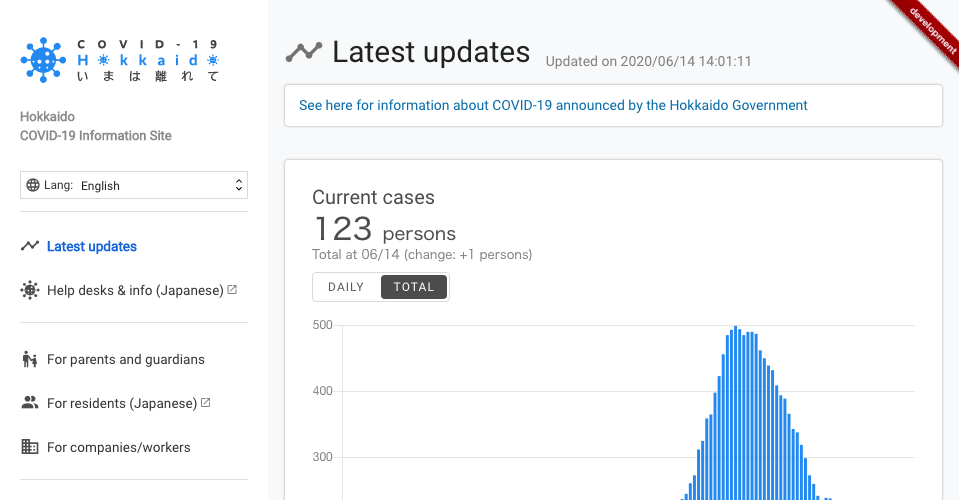 COVID-19
Hokkaido
いまは離れて
Hokkaido
COVID-19 Information Site
Lang: English
Latest updates
Help desks & info (Japanese)
For parents and guardians
For residents (Japanese)
For companies/workers
development
Latest updates Updated on 2020/06/14 14:01:11
See here for information about COVID-19 announced by the Hokkaido Government
Current cases
123 persons
Total at 06/14 (change: +1 persons)
DAILY TOTAL
500
400
300